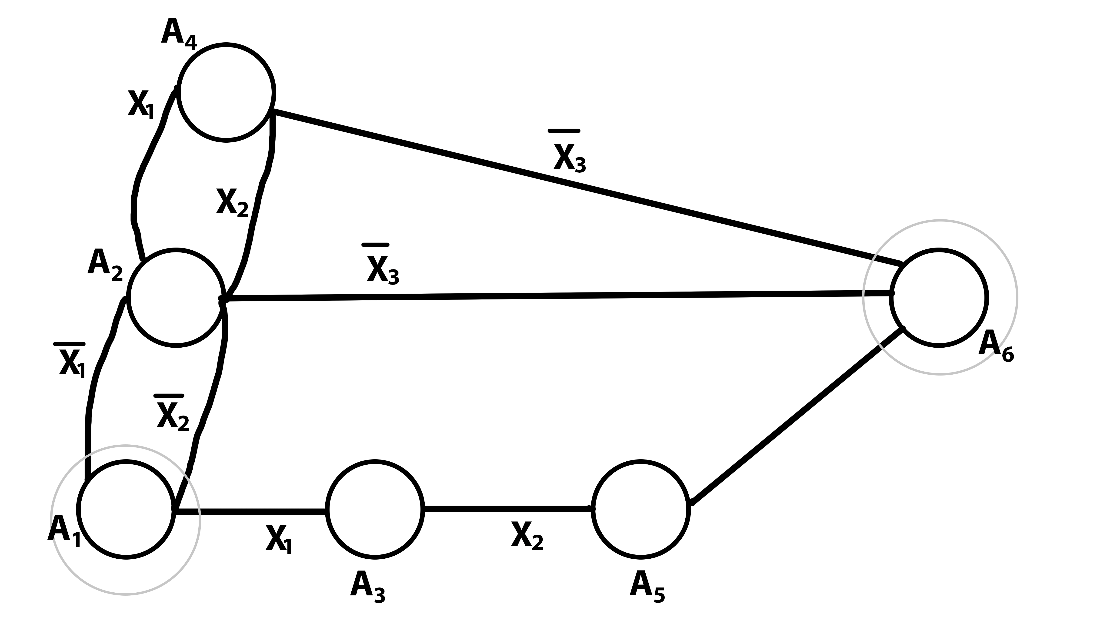 A₄
X₁
X̅₃
X₂
A₂
X̅₃
X̅₁
A₆
X̅₂
A₁
X₁
X₂
A₃
A₅